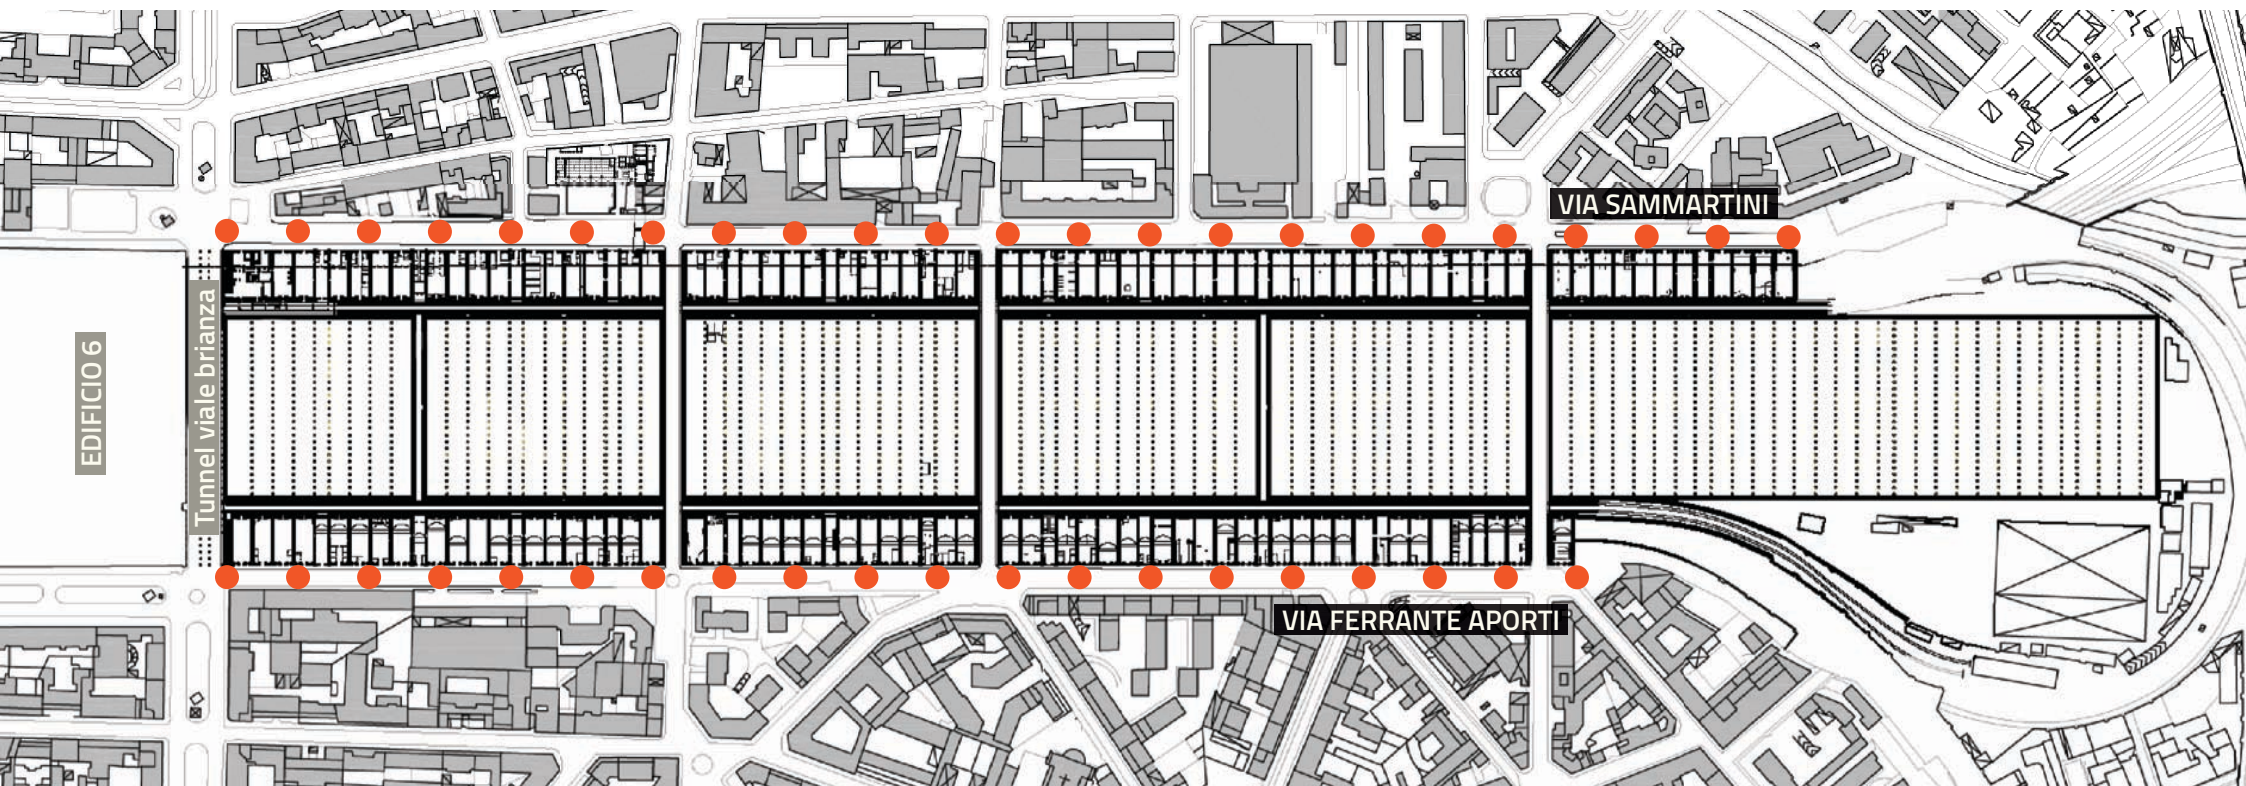 VIA SAMMARTINI
EDIFICIO 6
Tunnel viale brianza
VIA FERRANTE APORTI